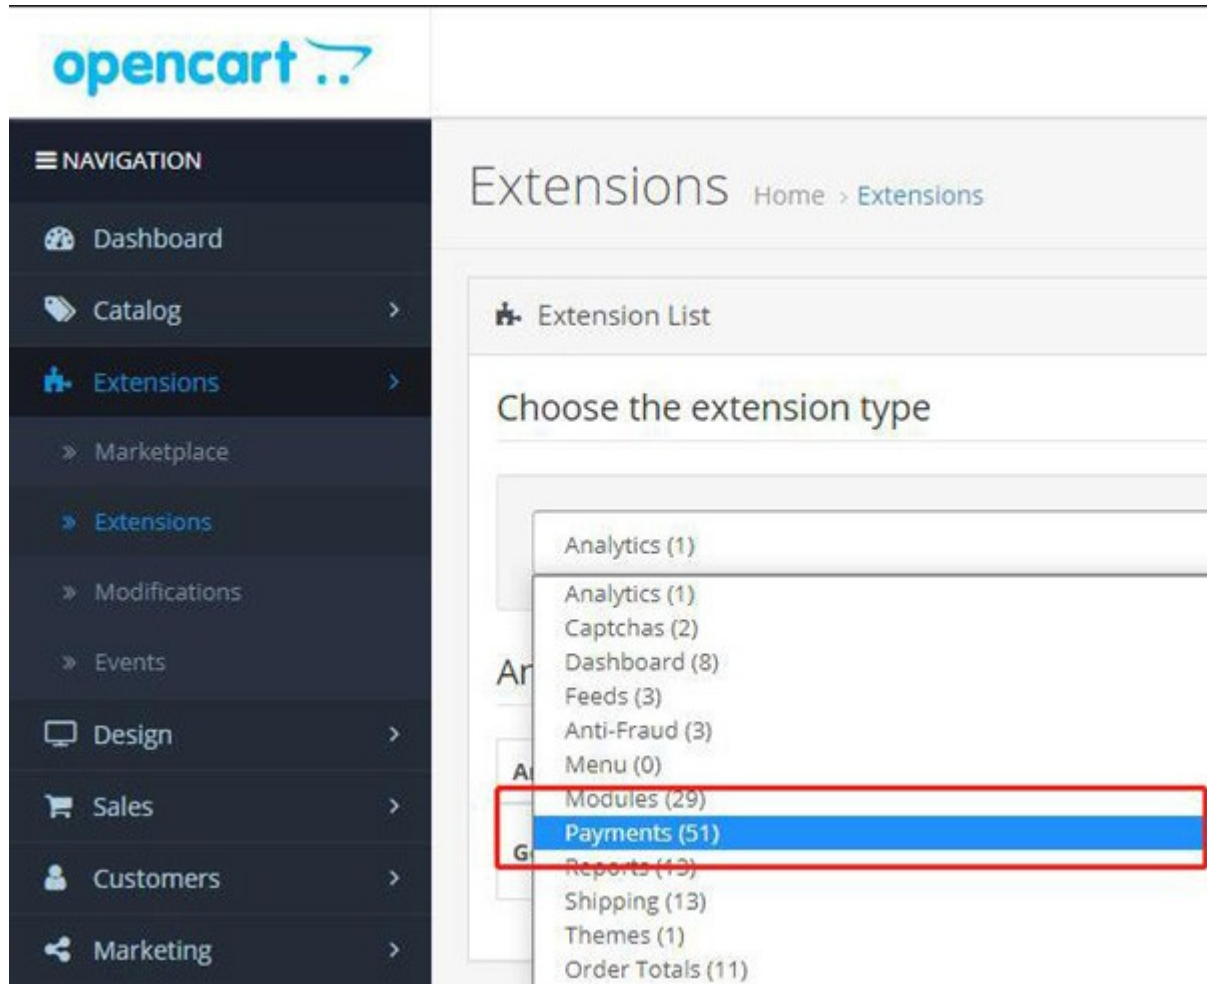 opencart
NAVIGATION
Dashboard
Catalog
Extensions
Marketplace
Extensions
Modifications
Events
Design
Sales
Customers
Marketing
Extensions Home › Extensions
Extension List
Choose the extension type
Analytics (1)
Analytics (1)
Captchas (2)
Dashboard (8)
Feeds (3)
Anti-Fraud (3)
Menu (0)
Modules (29)
Payments (51)
Reports (13)
Shipping (13)
Themes (1)
Order Totals (11)